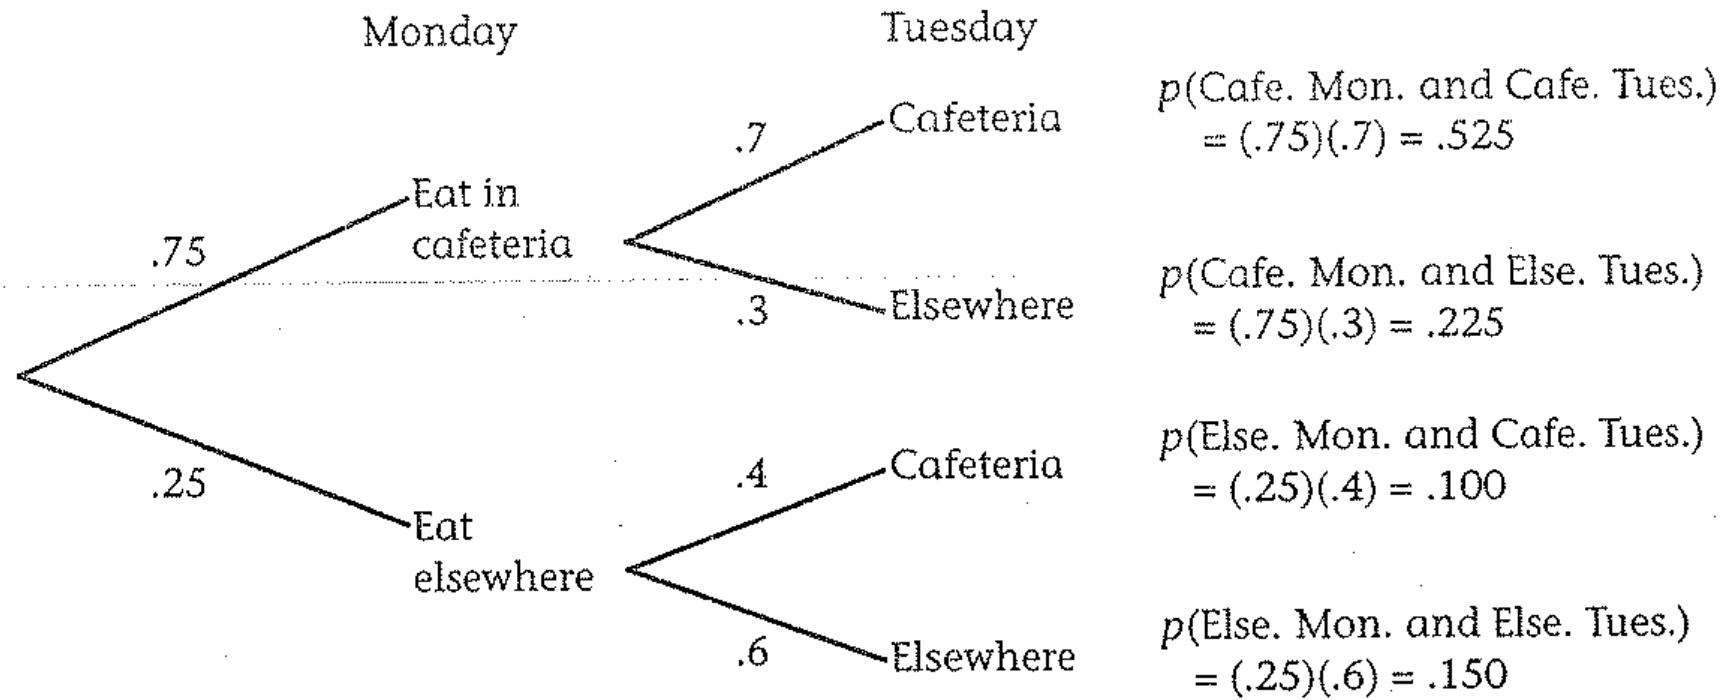 Monday
Tuesday
.75
Eat in
cafeteria
.7
Cafeteria
p(Cafe. Mon. and Cafe. Tues.)
= (.75)(.7) = .525
.3
Elsewhere
p(Cafe. Mon. and Else. Tues.)
= (.75)(.3) = .225
.25
Eat
elsewhere
.4
Cafeteria
p(Else. Mon. and Cafe. Tues.)
= (.25)(.4) = .100
.6
Elsewhere
p(Else. Mon. and Else. Tues.)
= (.25)(.6) = .150